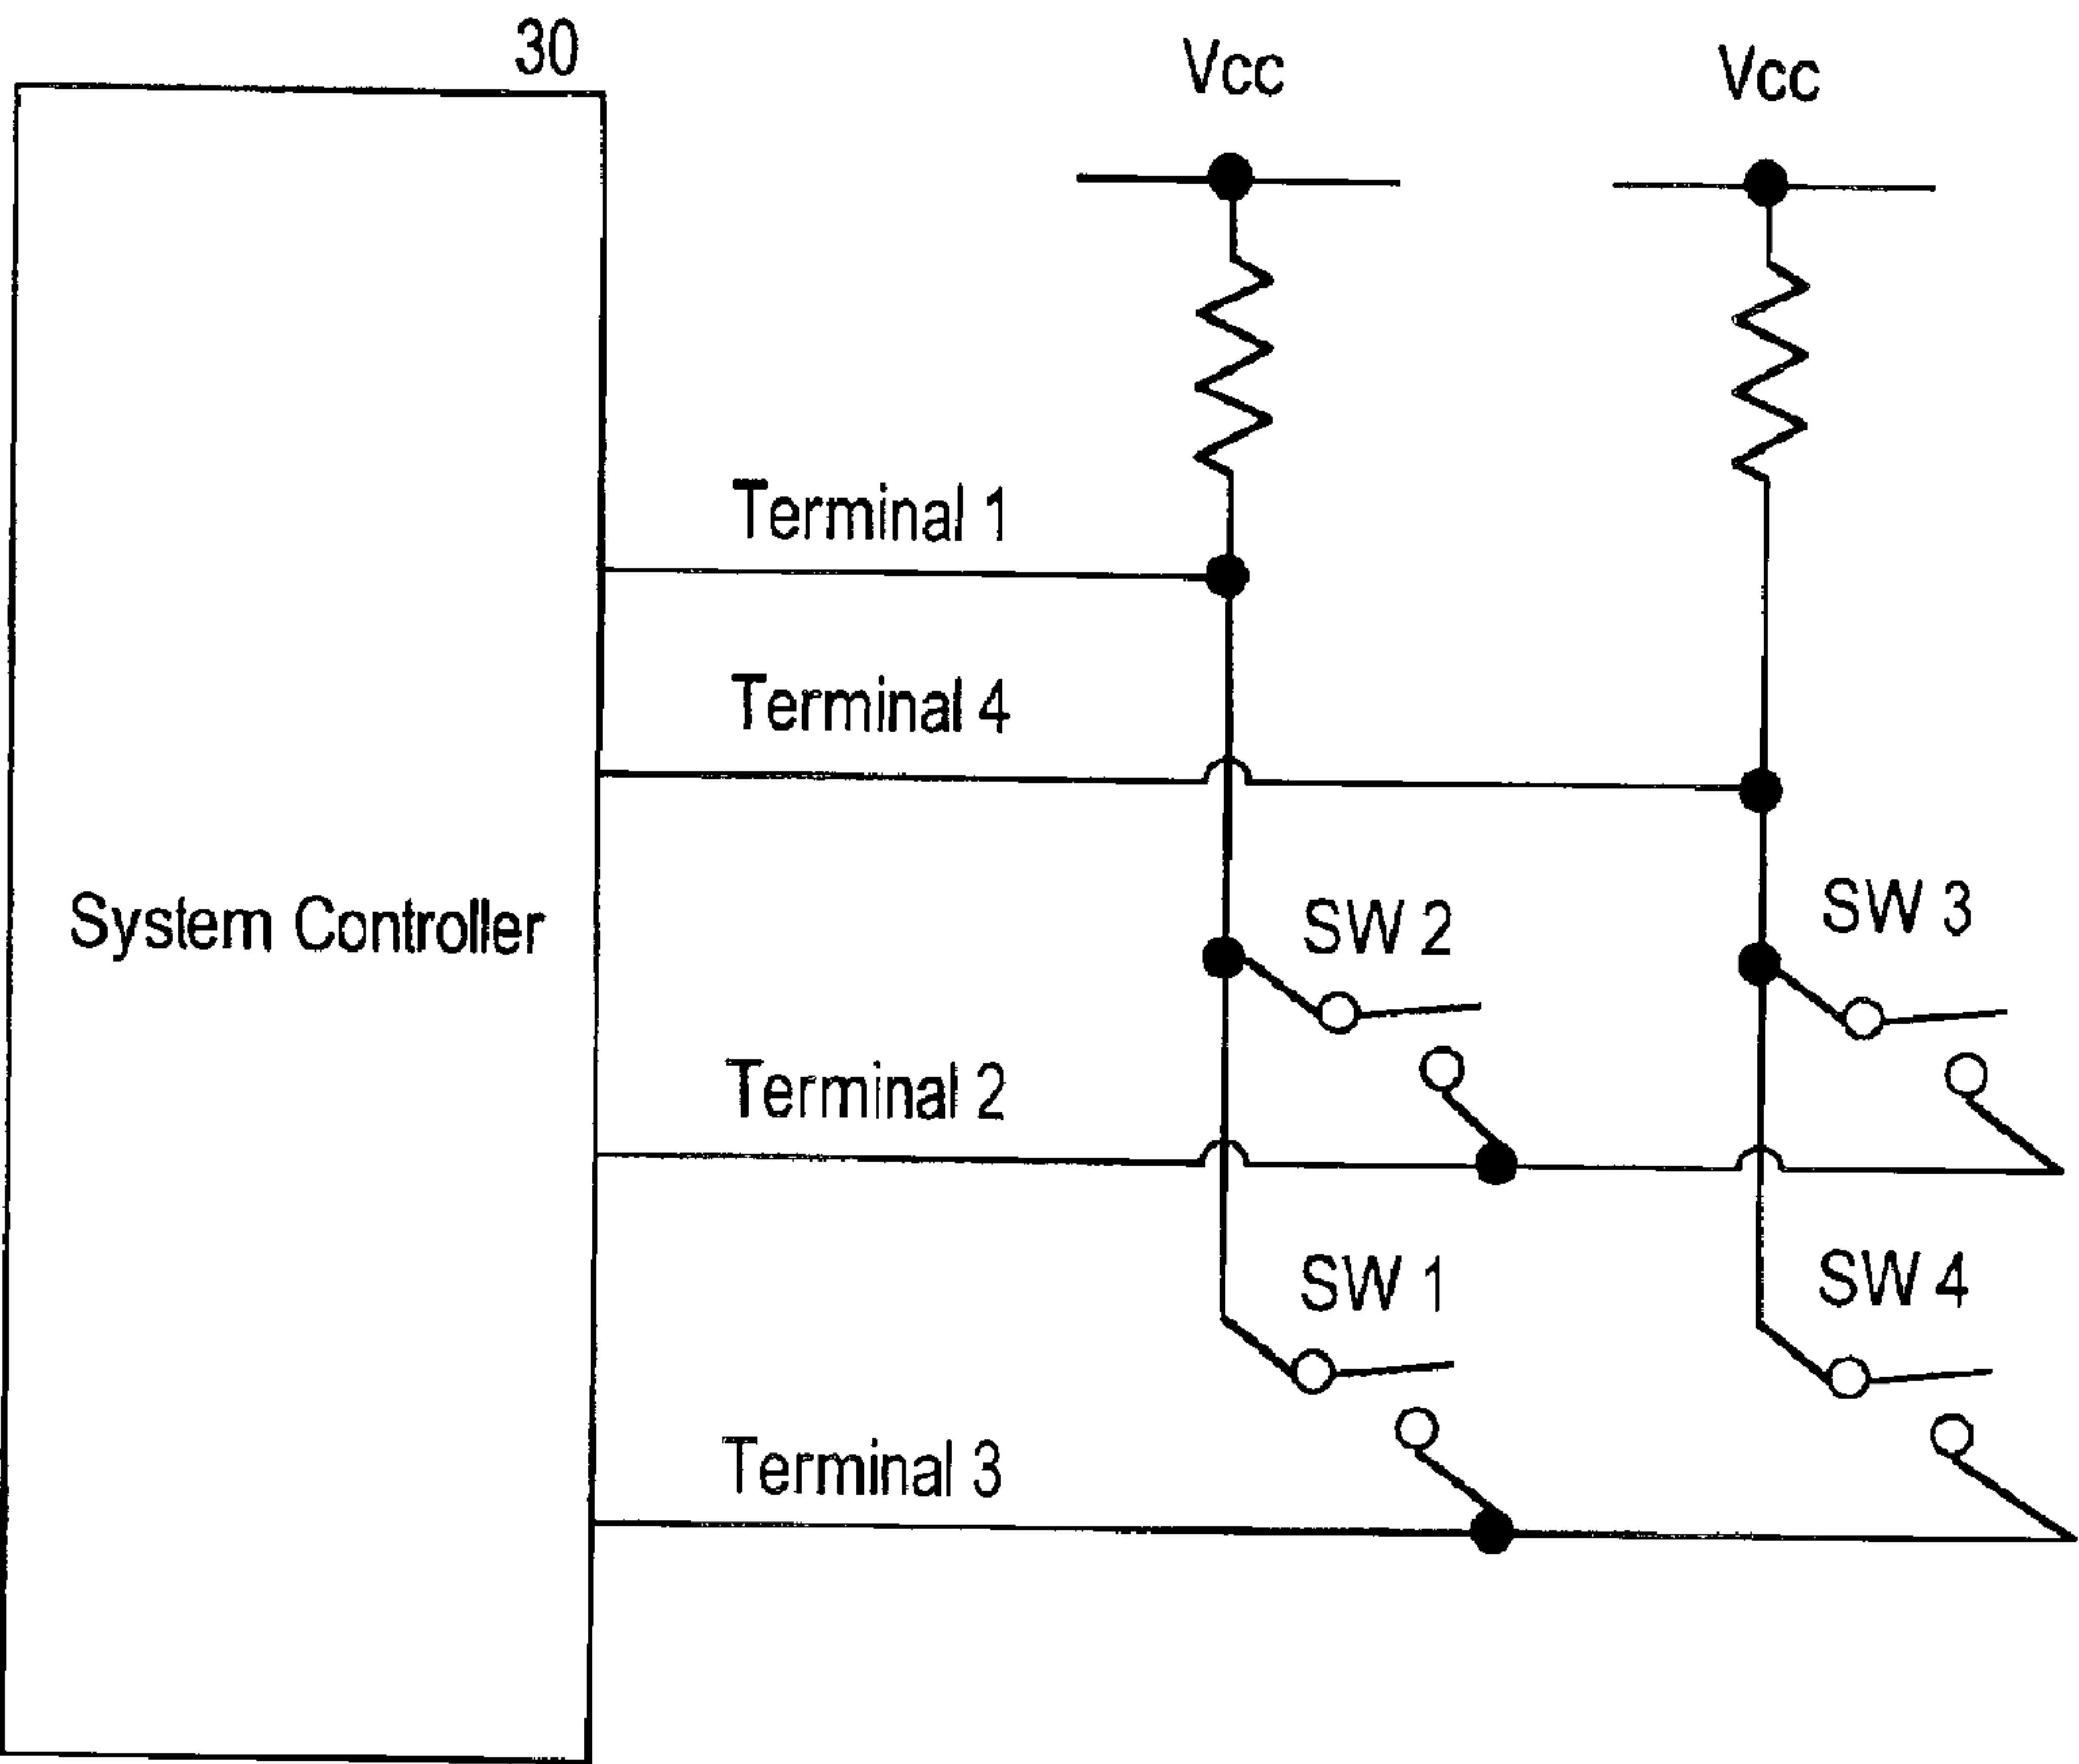 30
Vcc
Vcc
Terminal 1
Terminal 4
SW 3
SW 2
System Controller
Terminal 2
SW 1
SW 4
Terminal 3